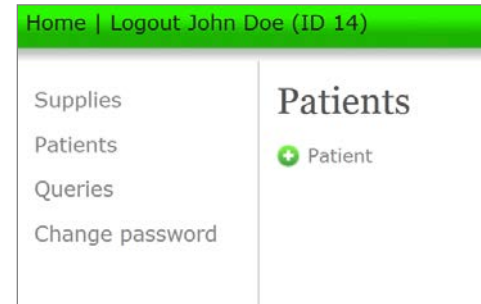 Home | Logout John Doe (ID 14)
Supplies
Patients
Queries
Change password
Patients
Patient